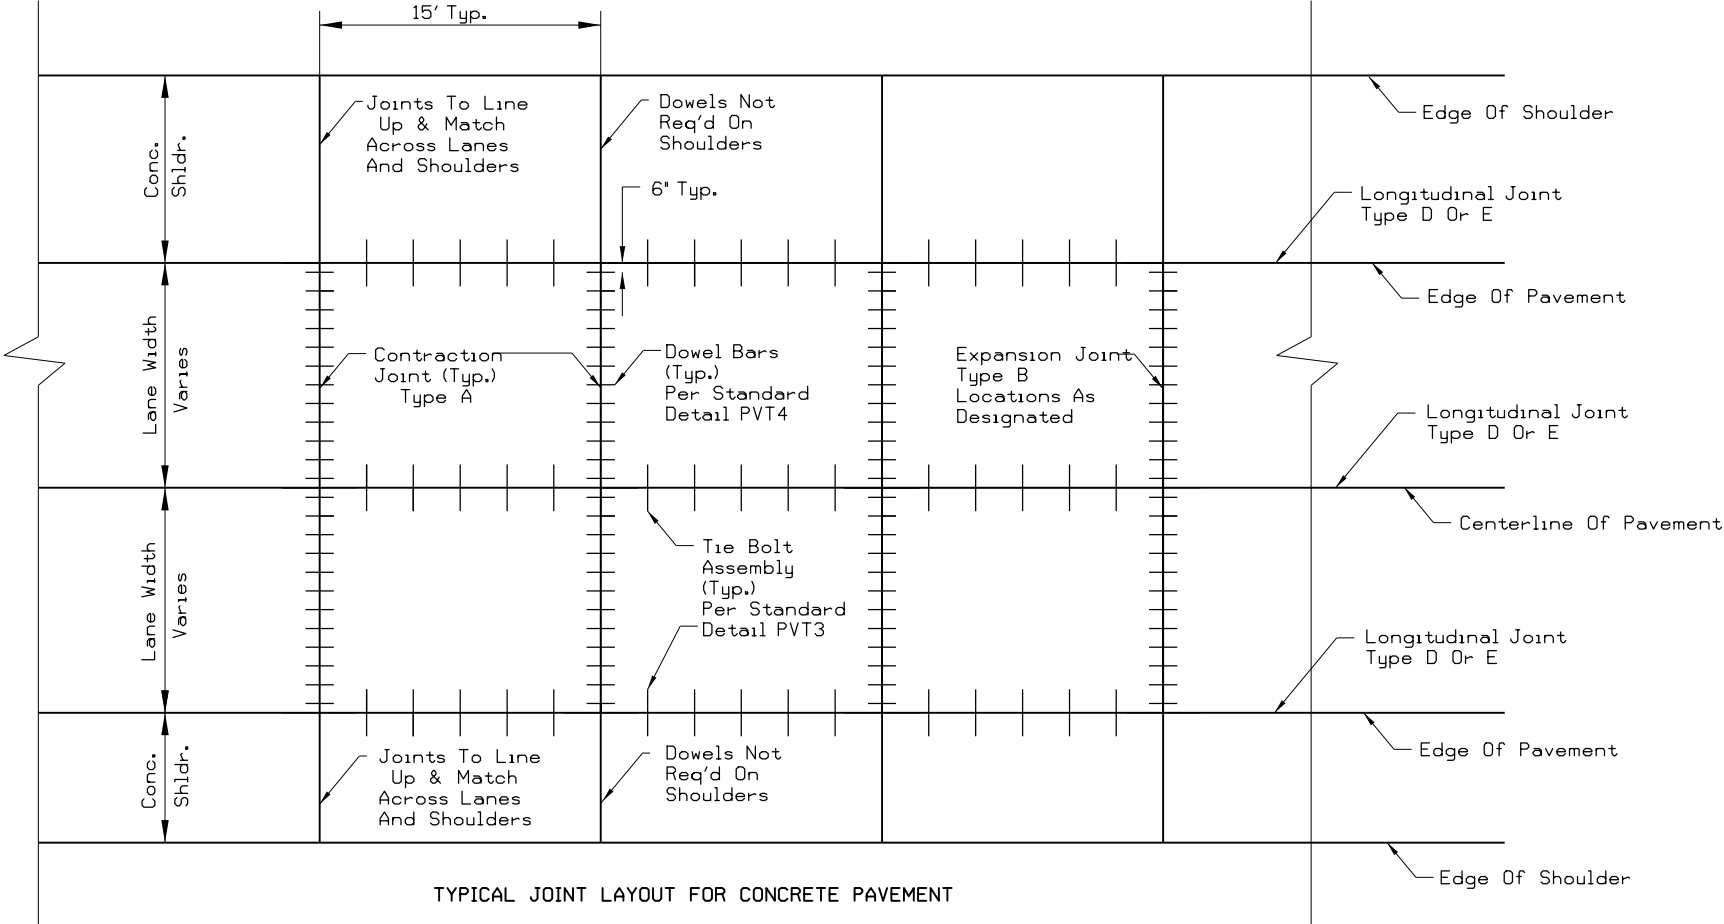 15' Typ.
Joints To Line
Up & Match
Across Lanes
And Shoulders
Dowels Not
Req'd On
Shoulders
Edge Of Shoulder
Conc.
Shldr.
6" Typ.
Longitudinal Joint
Type D Or E
Edge Of Pavement
Lane Width
Varies
Contraction
Joint (Typ.)
Type A
Dowel Bars
(Typ.)
Per Standard
Detail PVT4
Expansion Joint
Type B
Locations As
Designated
Longitudinal Joint
Type D Or E
Centerline Of Pavement
Lane Width
Varies
Tie Bolt
Assembly
(Typ.)
Per Standard
Detail PVT3
Longitudinal Joint
Type D Or E
Edge Of Pavement
Conc.
Shldr.
Joints To Line
Up & Match
Across Lanes
And Shoulders
Dowels Not
Req'd On
Shoulders
Edge Of Shoulder
TYPICAL JOINT LAYOUT FOR CONCRETE PAVEMENT